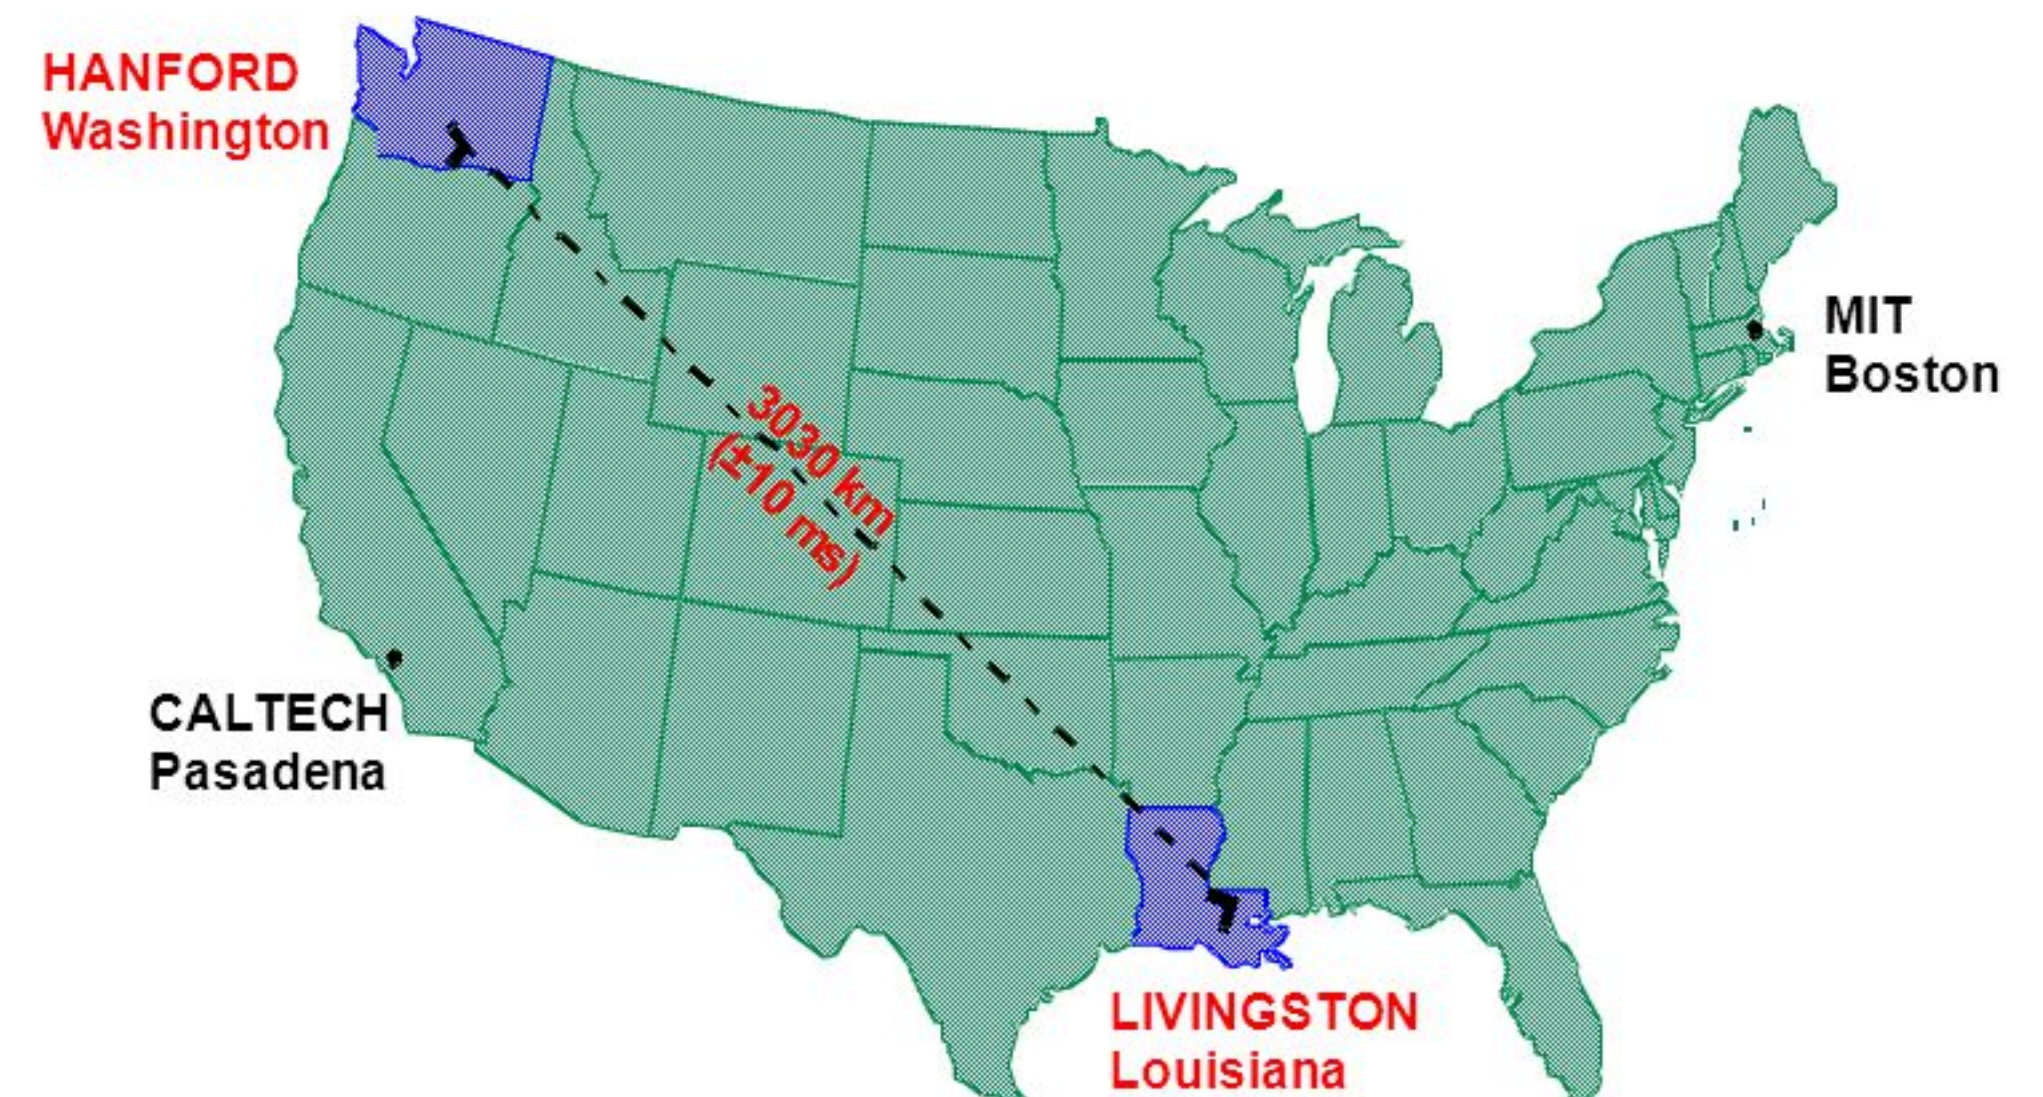 HANFORD
Washington
MIT
Boston
3030 km
(±10 ms)
CALTECH
Pasadena
LIVINGSTON
Louisiana